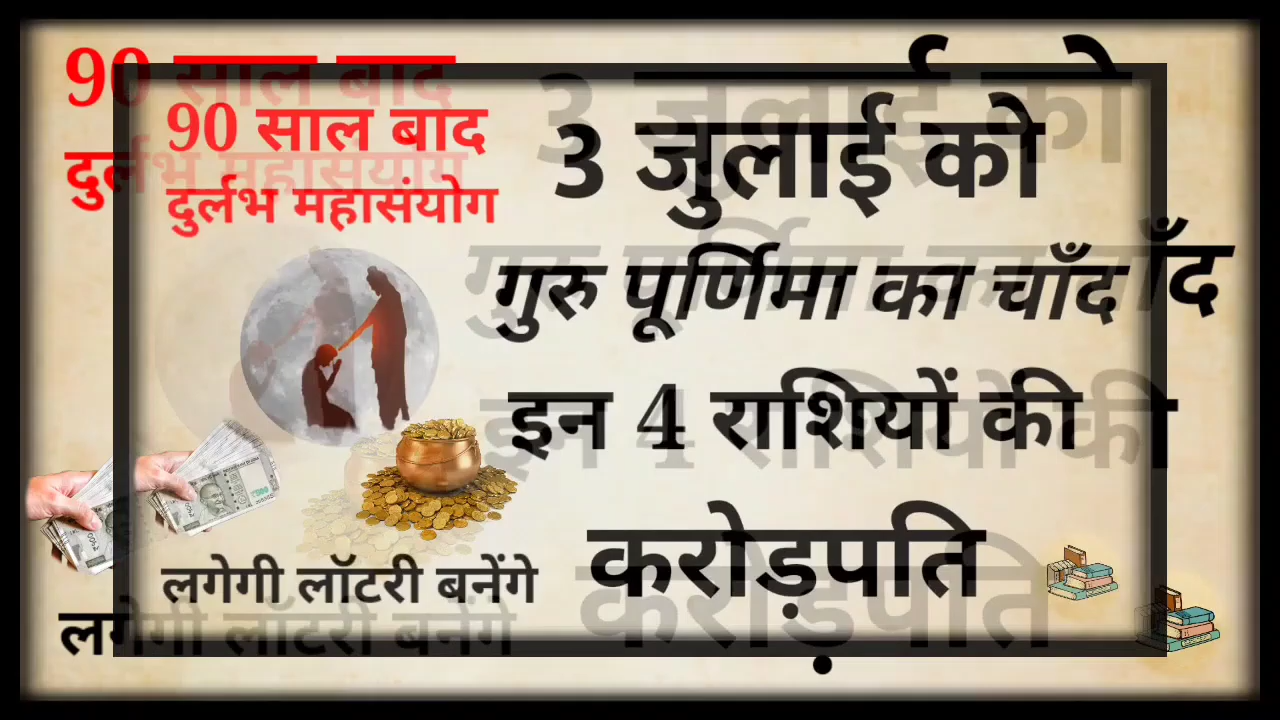 90 साल बाद
दुर्लभ महासंयोग
3 जुलाई को
गुरु पूर्णिमा का चाँद
इन 4 राशियों की
लगेगी लॉटरी बनेंगे
करोड़पति